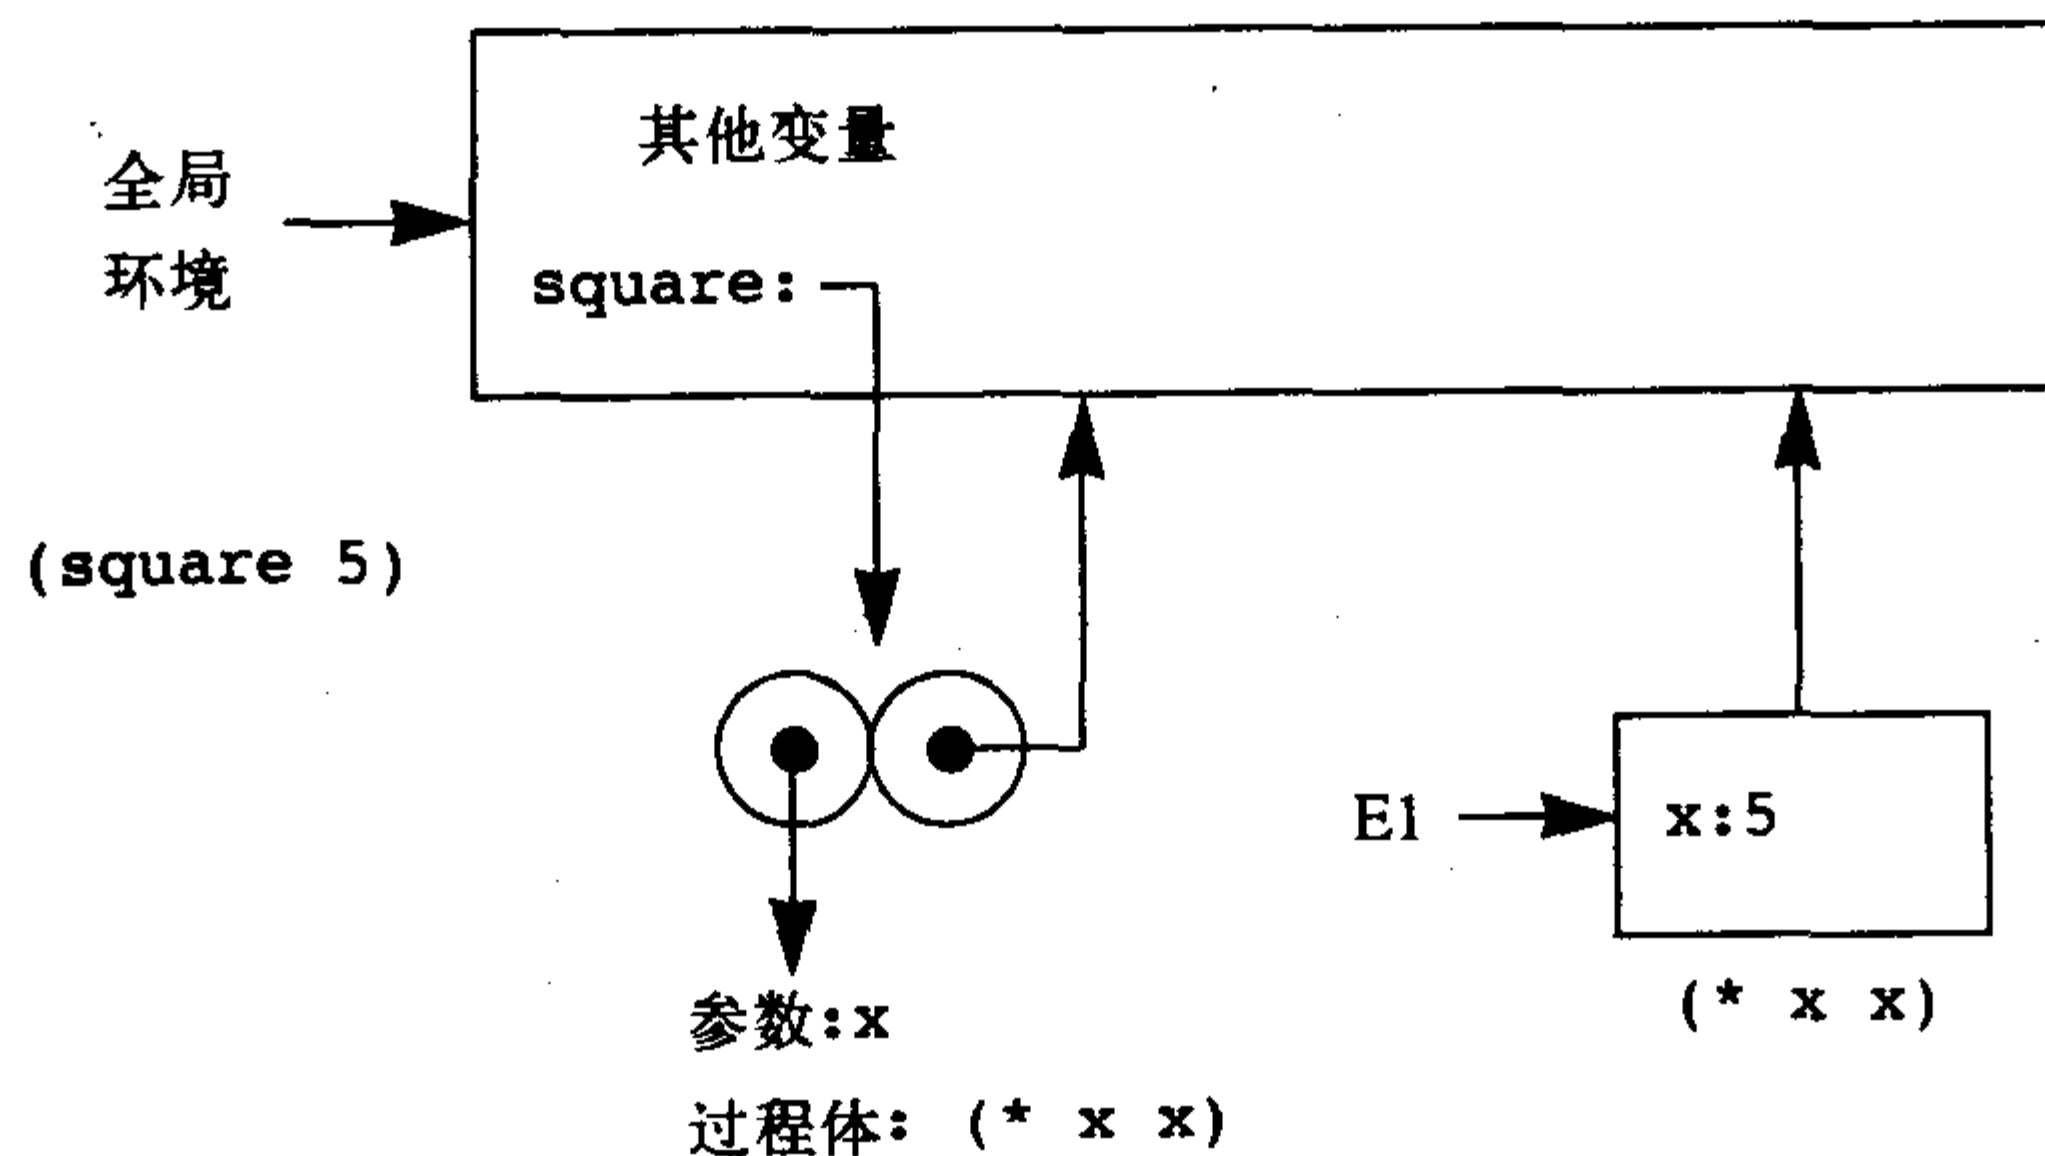 其他变量
全局
环境
square:
(square 5)
E1
x:5
(* x x)
参数:x
过程体: (* x x)